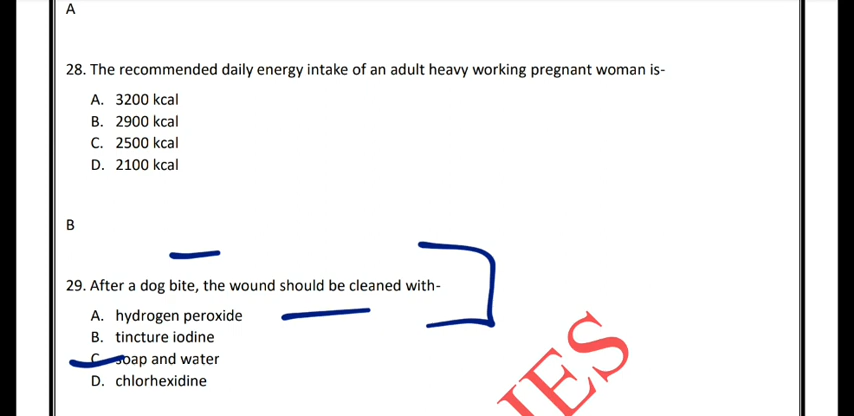 A
28. The recommended daily energy intake of an adult heavy working pregnant woman is-
A. 3200 kcal
B. 2900 kcal
C. 2500 kcal
D. 2100 kcal
B
29. After a dog bite, the wound should be cleaned with-
A. hydrogen peroxide
B. tincture iodine
C. soap and water
D. chlorhexidine